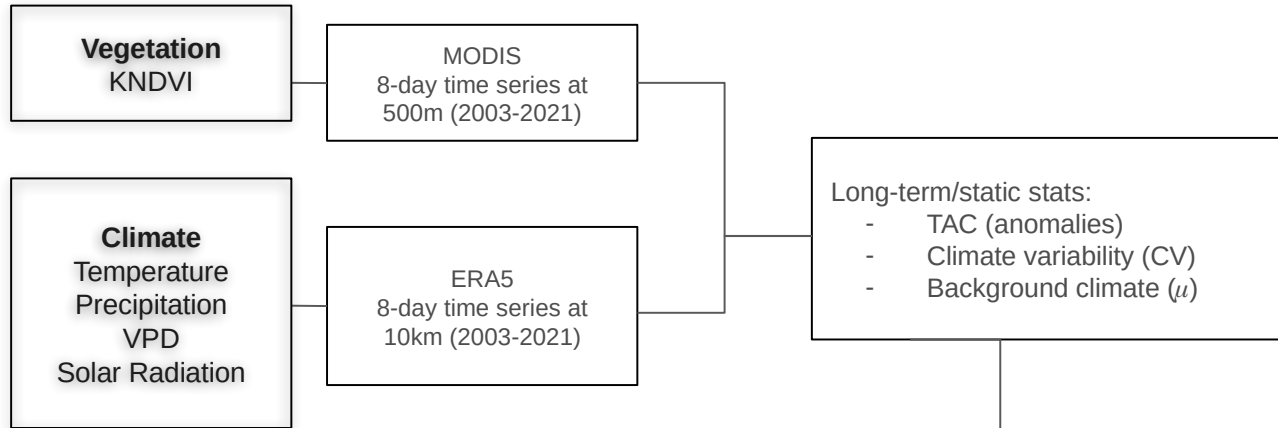 Vegetation
KNDVI
MODIS
8-day time series at
500m (2003-2021)
Climate
Temperature
Precipitation
VPD
Solar Radiation
ERA5
8-day time series at
10km (2003-2021)
Long-term/static stats:
- TAC (anomalies)
- Climate variability (CV)
- Background climate (μ)